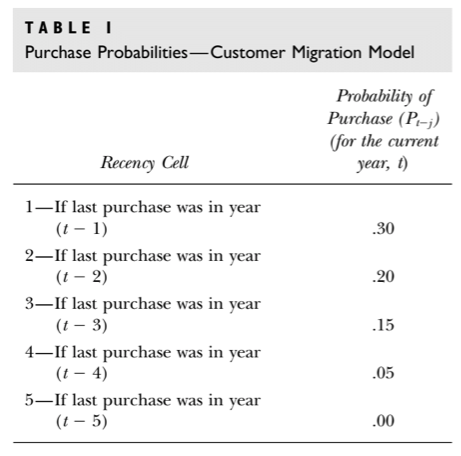 TABLE I
Purchase Probabilities—Customer Migration Model
Probability of
Purchase (Pt–j)
(for the current
Recency Cell year, t)
1—If last purchase was in year
(t – 1) .30
2—If last purchase was in year
(t – 2) .20
3—If last purchase was in year
(t – 3) .15
4—If last purchase was in year
(t – 4) .05
5—If last purchase was in year
(t – 5) .00